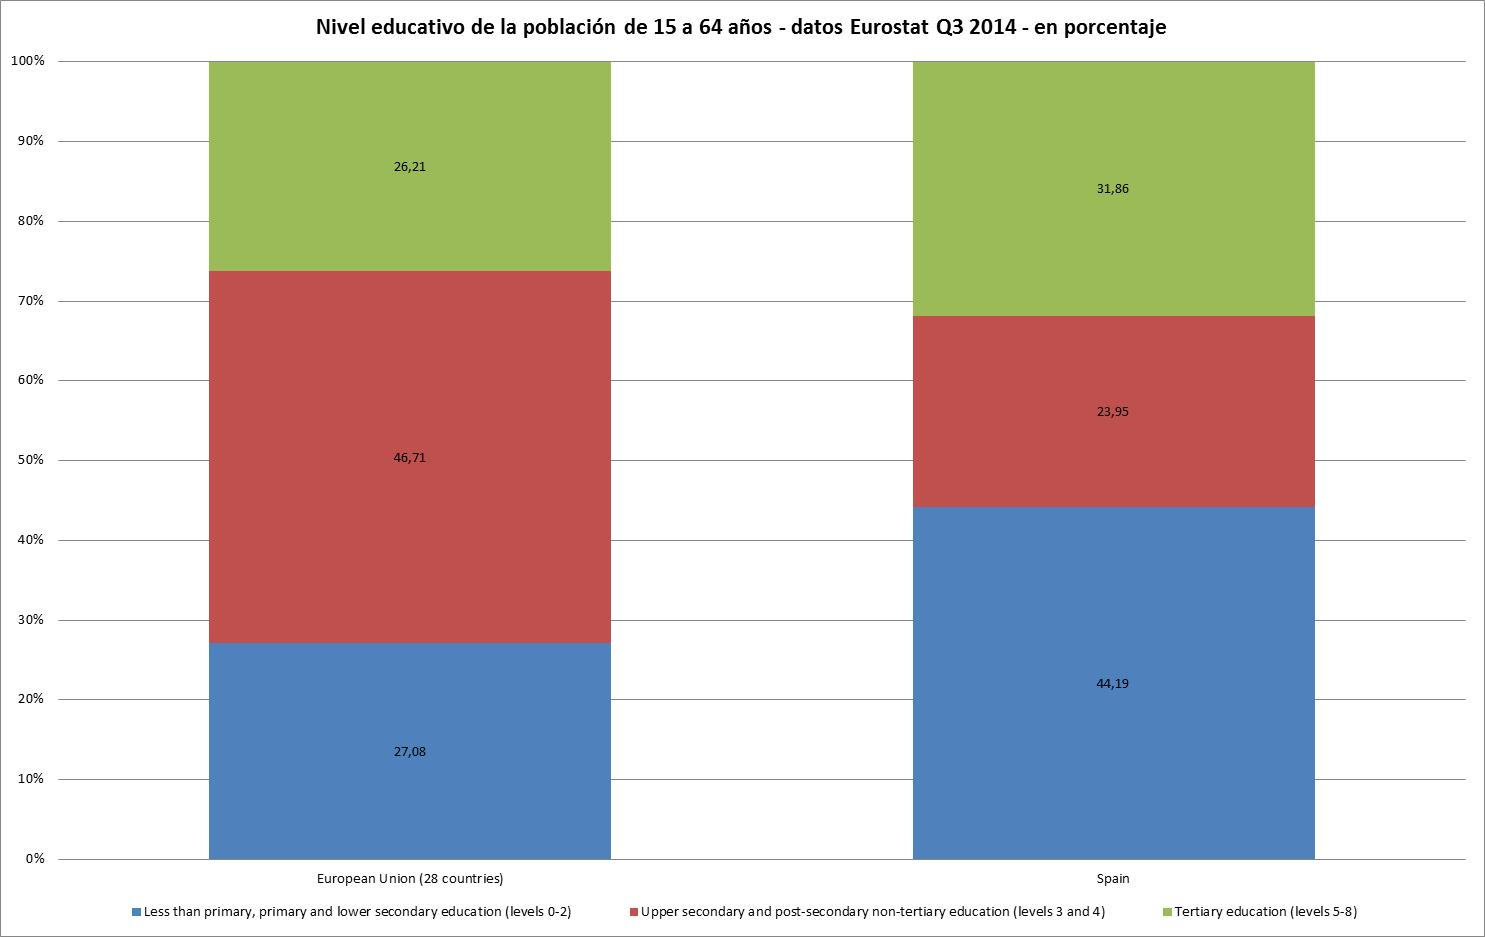 Nivel educativo de la población de 15 a 64 años - datos Eurostat Q3 2014 - en porcentaje
100%
90%
80%
70%
60%
50%
40%
30%
20%
10%
0%
26,21
46,71
27,08
31,86
23,95
44,19
European Union (28 countries)
Spain
Less than primary, primary and lower secondary education (levels 0-2)
Upper secondary and post-secondary non-tertiary education (levels 3 and 4)
Tertiary education (levels 5-8)